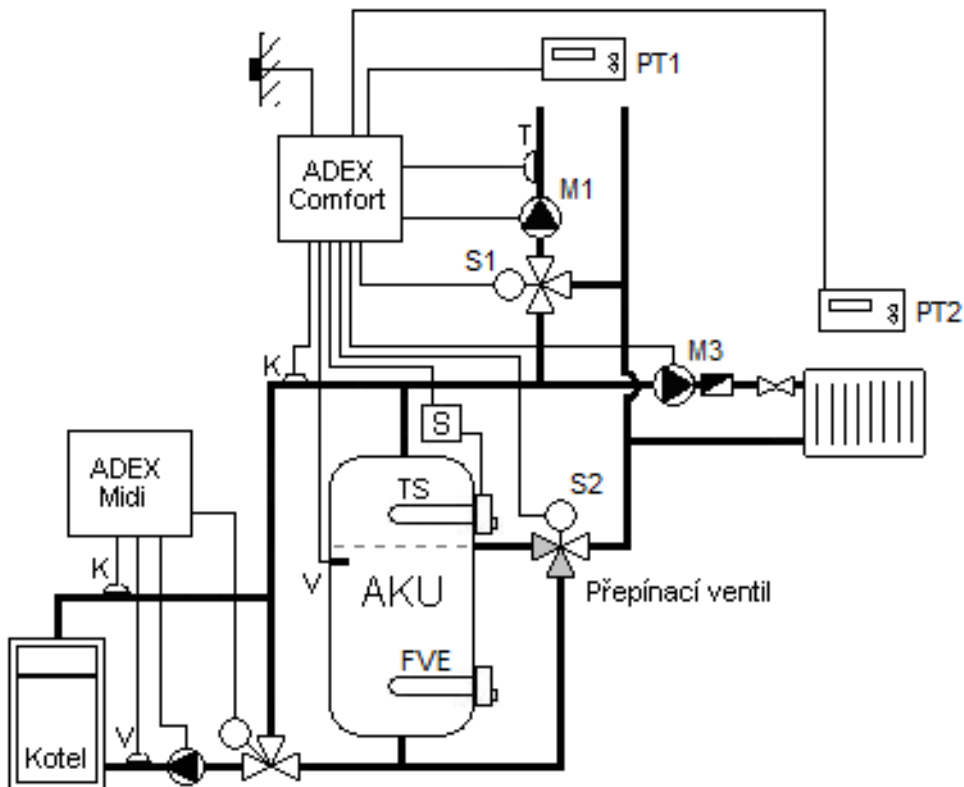 PT1
T
ADEX
Comfort
M1
S1
PT2
M3
K
S
ADEX
Midi
TS
S2
K
V
AKU
Přepínací ventil
FVE
V
Kotel